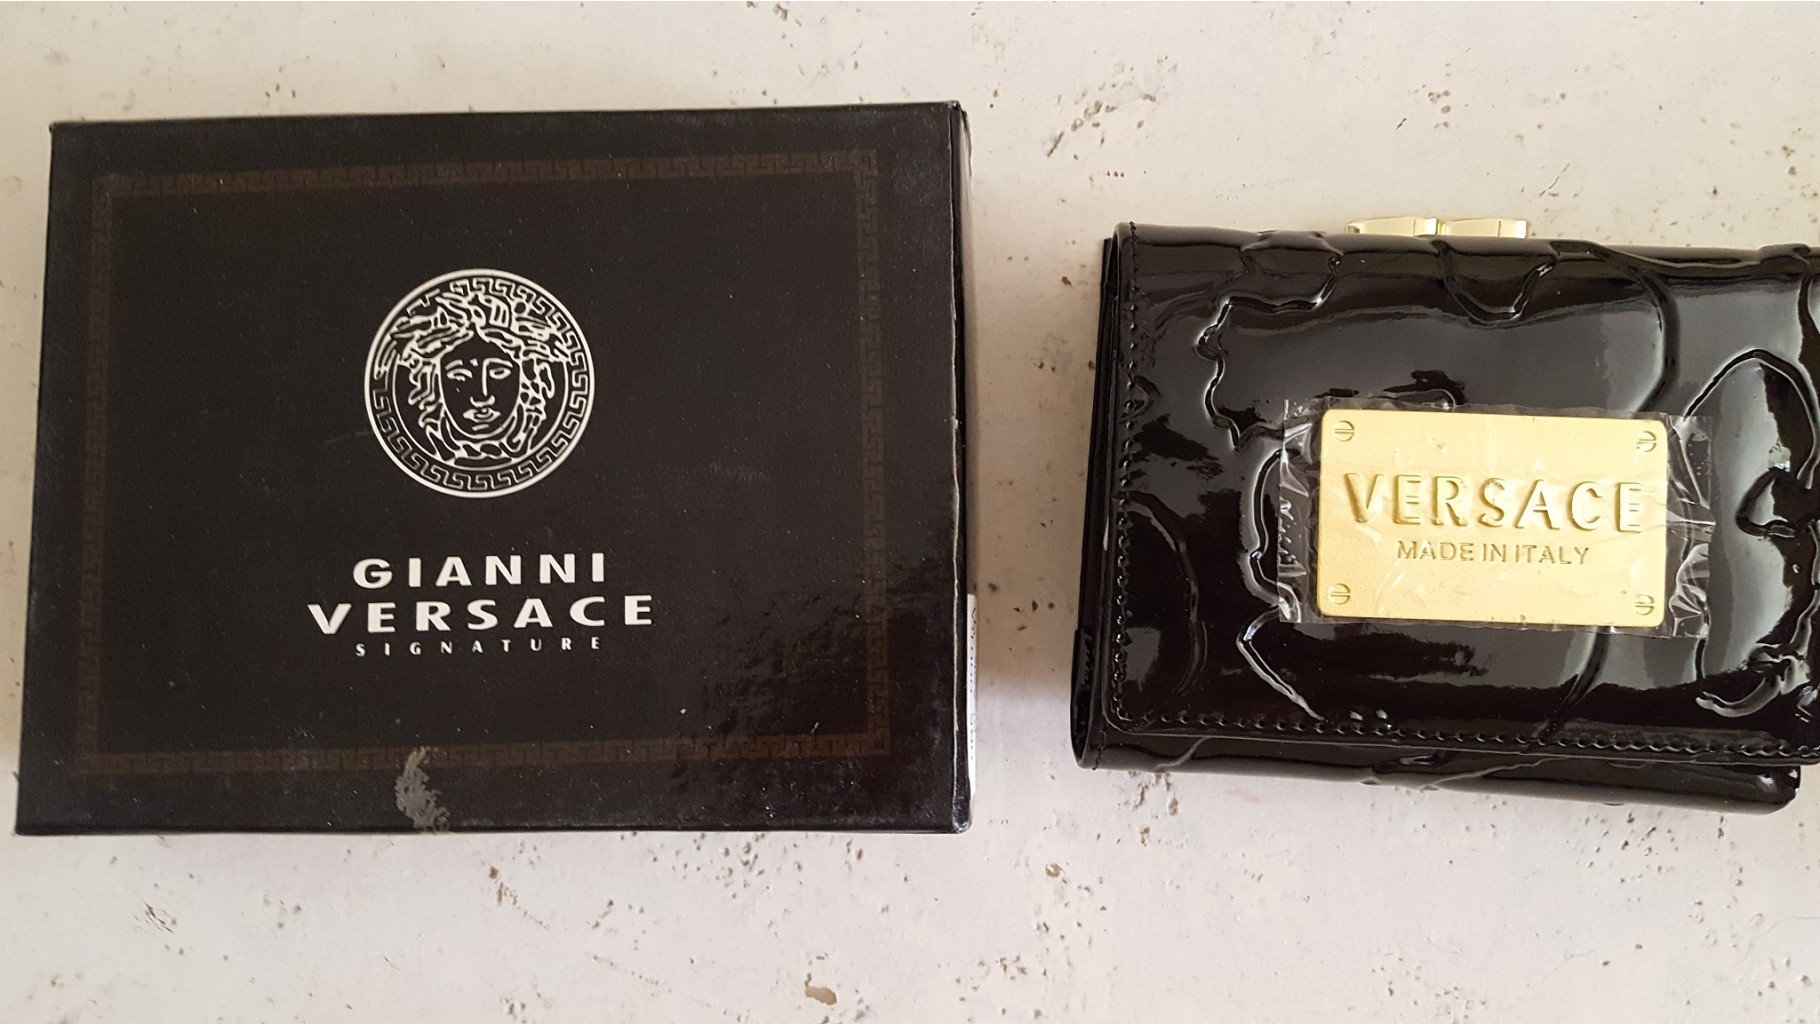 GIANNI
VERSACE
SIGNATURE
VERSACE
MADE IN ITALY